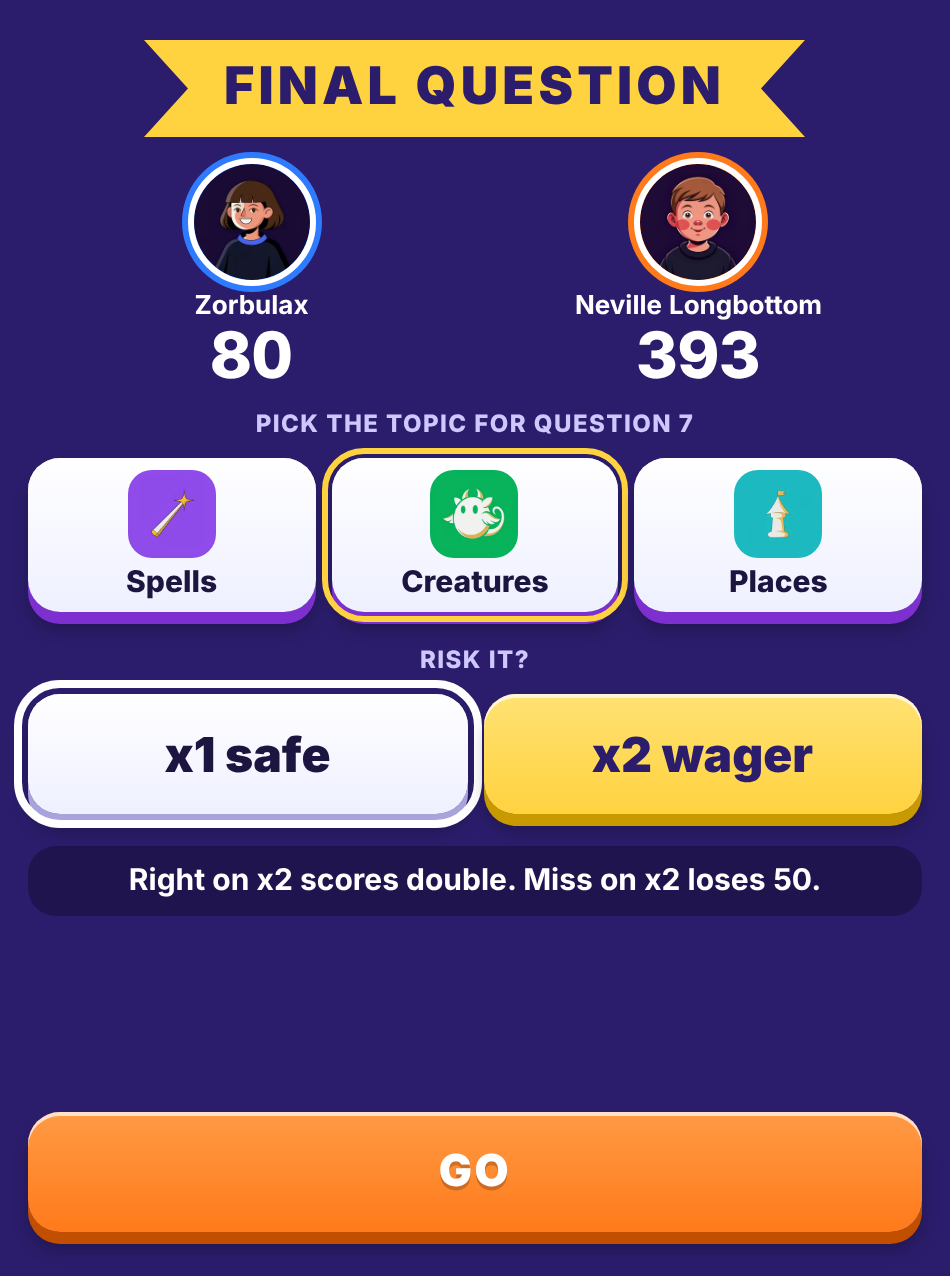 FINAL QUESTION
Zorbulax
Neville Longbottom
80
393
PICK THE TOPIC FOR QUESTION 7
Spells
Creatures
Places
RISK IT?
x1 safe
x2 wager
Right on x2 scores double. Miss on x2 loses 50.
GO